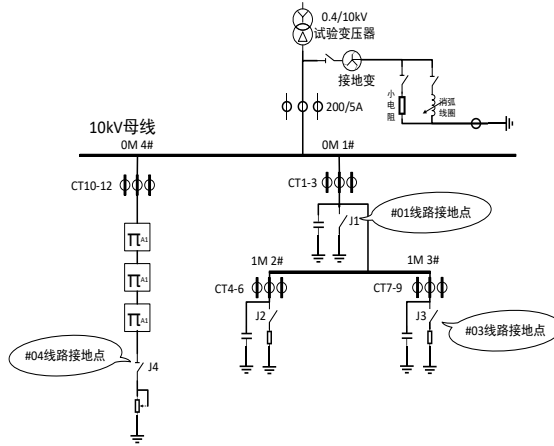 0.4/10kV
试验变压器
接地变
小电阻
消弧
线圈
200/5A
10kV母线
0M 4#
0M 1#
CT10-12
CT1-3
#01线路接地点
J1
πA1
πA1
πA1
1M 2#
1M 3#
CT4-6
CT7-9
J2
J3
#03线路接地点
#04线路接地点
J4